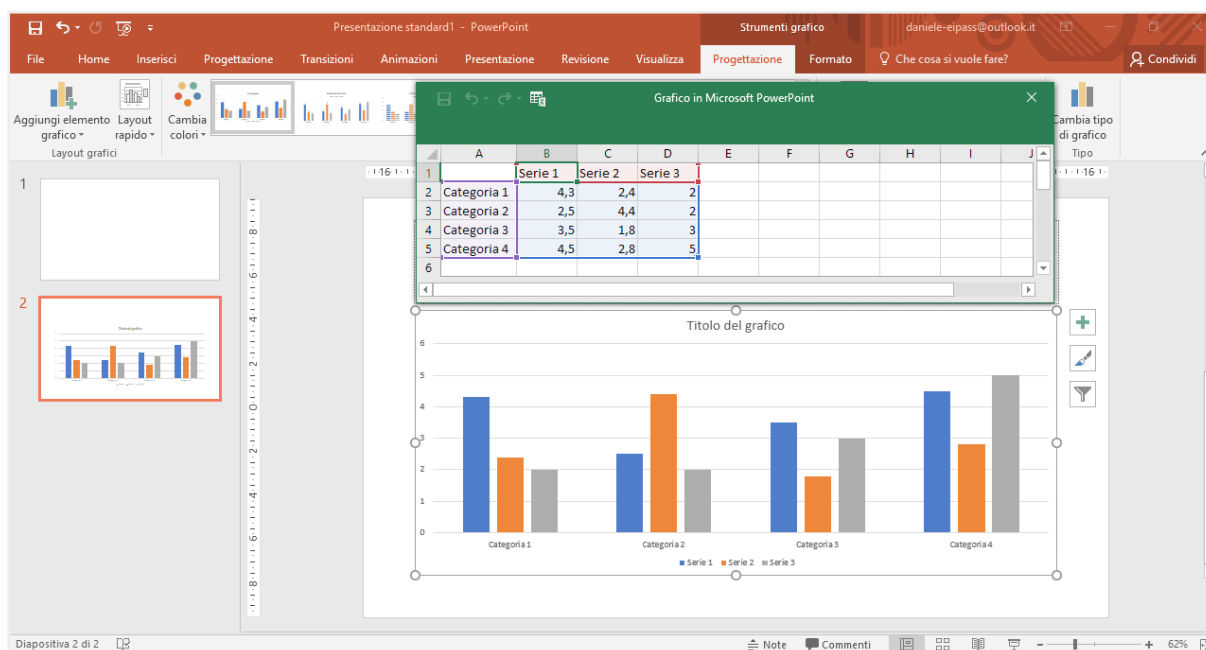 Presentazione standard1 - PowerPoint
Strumenti grafico
daniele-eipass@outlook.it
File Home Inserisci Progettazione Transizioni Animazioni Presentazione Revisione Visualizza Progettazione Formato Che cosa si vuole fare? Condividi
Aggiungi elemento grafico
Layout rapido
Cambia colori
Layout grafici
Cambia tipo di grafico
Tipo
Grafico in Microsoft PowerPoint
A B C D E F G H I J
1 Serie 1 Serie 2 Serie 3
2 Categoria 1 4,3 2,4 2
3 Categoria 2 2,5 4,4 2
4 Categoria 3 3,5 1,8 3
5 Categoria 4 4,5 2,8 5
6
1
2
Titolo del grafico
6
5
4
3
2
1
0
Categoria 1 Categoria 2 Categoria 3 Categoria 4
Serie 1 Serie 2 Serie 3
Diapositiva 2 di 2
Note Commenti 62%